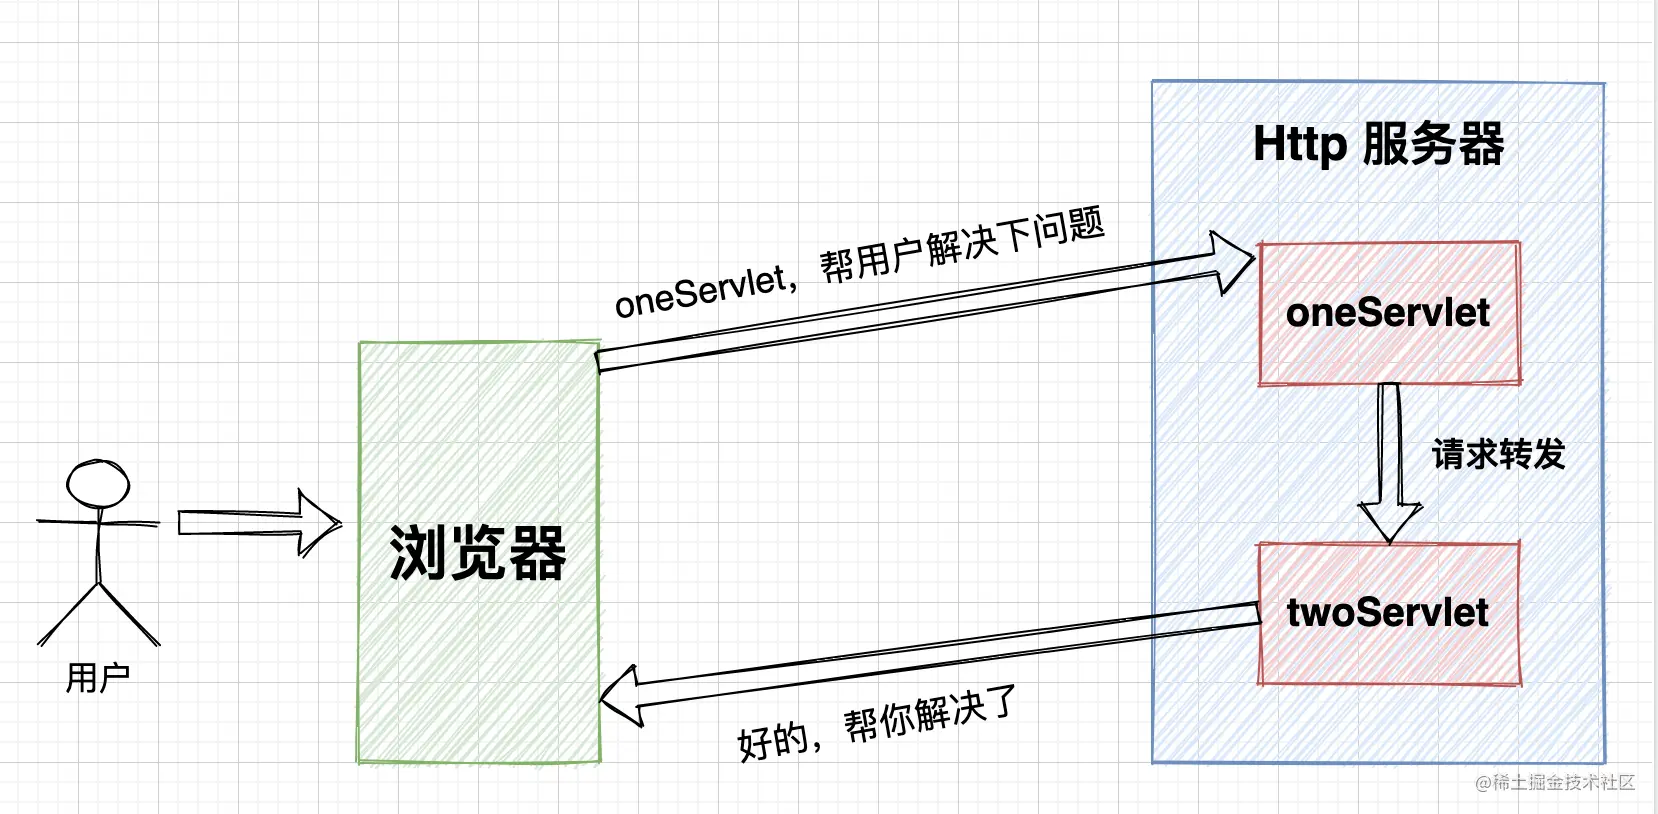 Http 服务器
oneServlet，帮用户解决下问题
oneServlet
请求转发
浏览器
twoServlet
用户
好的，帮你解决了
@稀土掘金技术社区